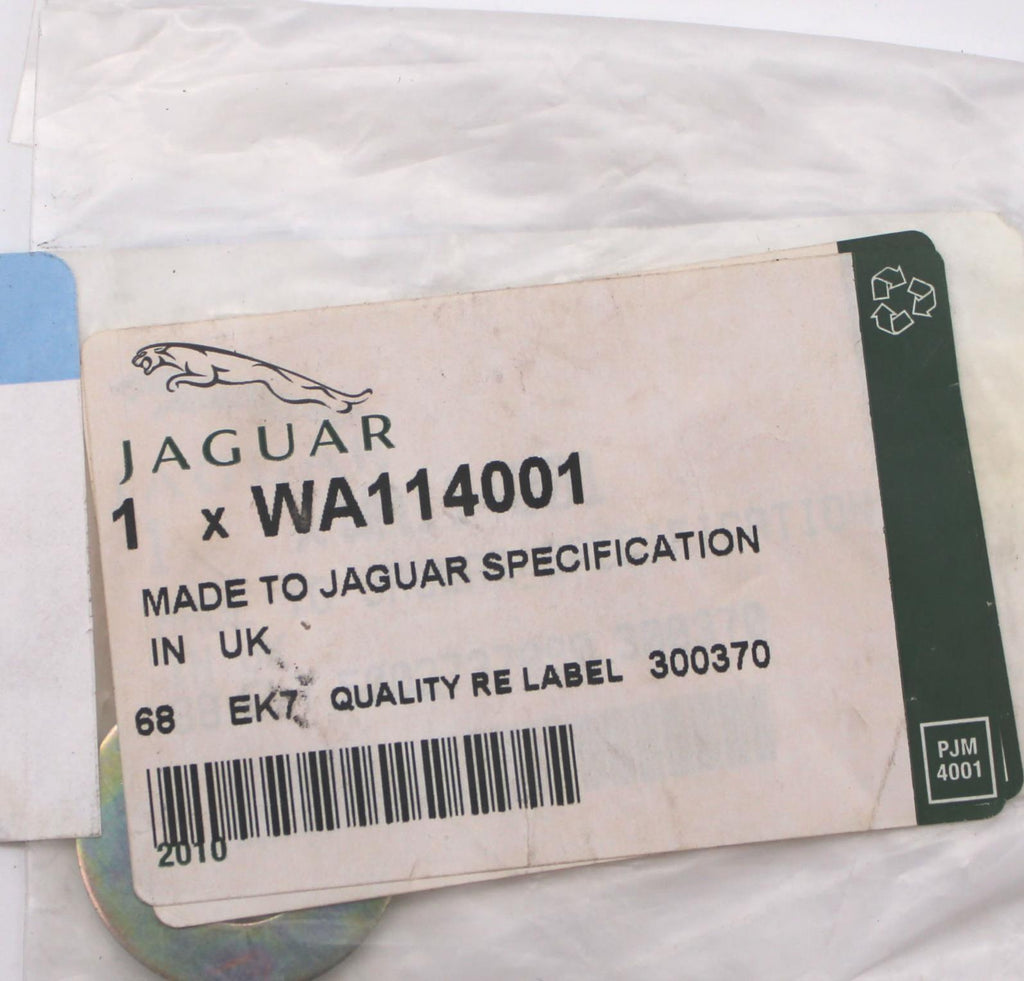 JAGUAR
1 x WA114001
MADE TO JAGUAR SPECIFICATION
IN UK
68 EK7 QUALITY RE LABEL 300370
2010
PJM
4001